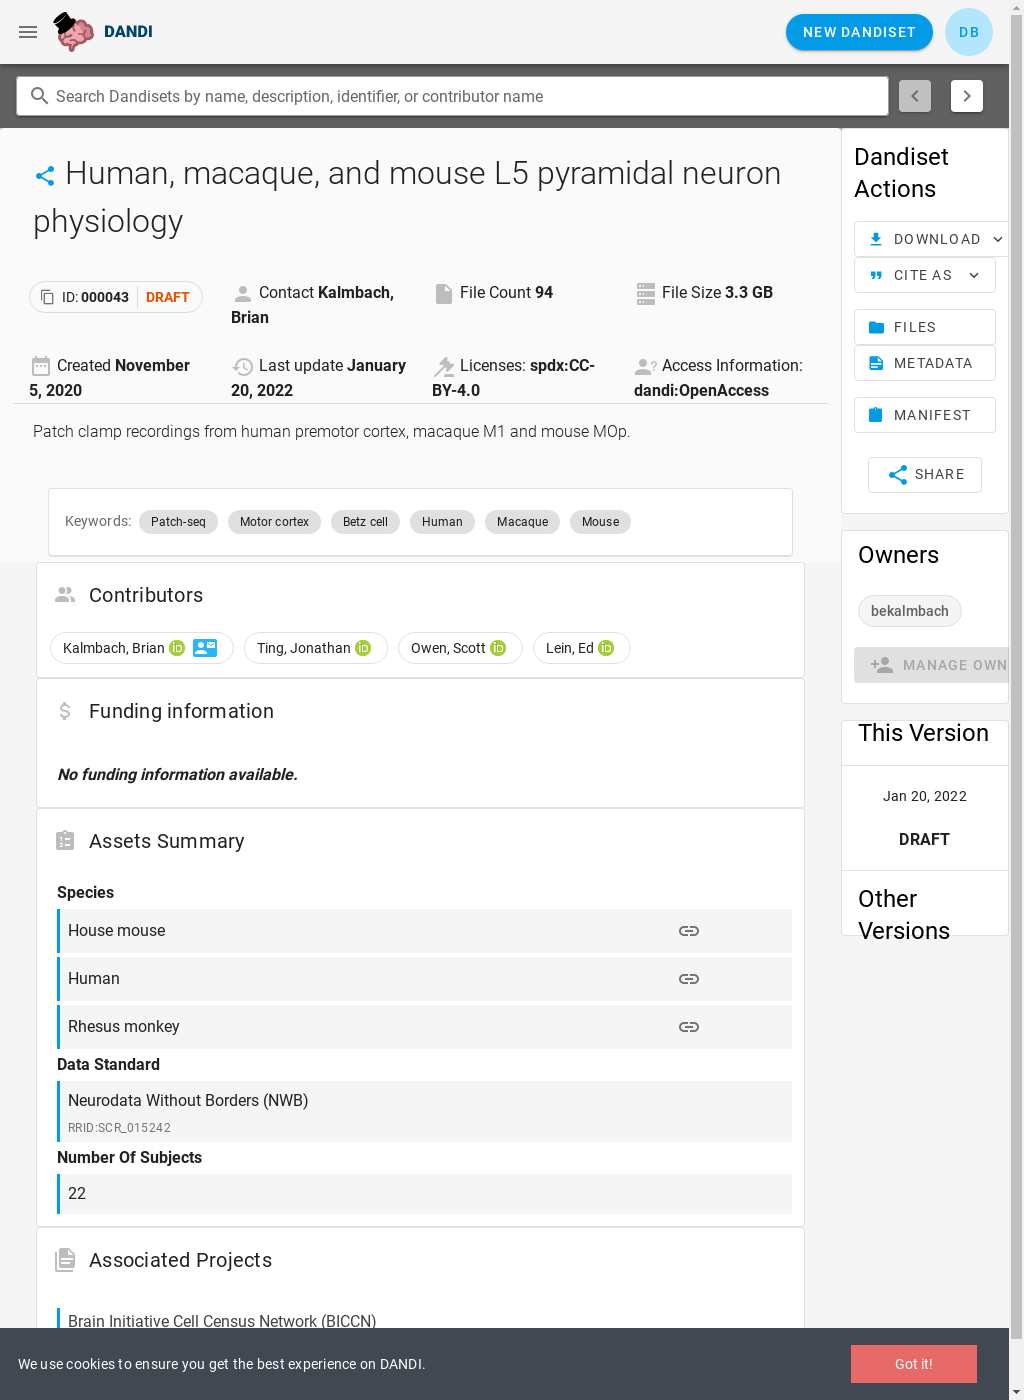 DANDI
NEW DANDISET
DB
Search Dandisets by name, description, identifier, or contributor name
Human, macaque, and mouse L5 pyramidal neuron
physiology
ID: 000043 DRAFT
Contact Kalmbach,
Brian
File Count 94
File Size 3.3 GB
Created November
5, 2020
Last update January
20, 2022
Licenses: spdx:CC-
BY-4.0
Access Information:
dandi:OpenAccess
Patch clamp recordings from human premotor cortex, macaque M1 and mouse MOp.
Keywords: Patch-seq Motor cortex Betz cell Human Macaque Mouse
Contributors
Kalmbach, Brian iD Ting, Jonathan iD Owen, Scott iD Lein, Ed iD
Funding information
No funding information available.
Assets Summary
Species
House mouse
Human
Rhesus monkey
Data Standard
Neurodata Without Borders (NWB)
RRID:SCR_015242
Number Of Subjects
22
Associated Projects
Brain Initiative Cell Census Network (BICCN)
Dandiset
Actions
DOWNLOAD
CITE AS
FILES
METADATA
MANIFEST
SHARE
Owners
bekalmbach
MANAGE OWN
This Version
Jan 20, 2022
DRAFT
Other
Versions
We use cookies to ensure you get the best experience on DANDI.
Got it!